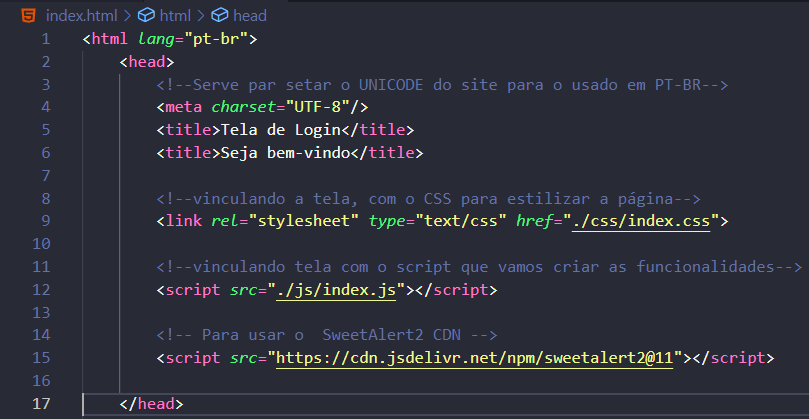 index.html > html > head
1 <html lang="pt-br">
2 <head>
3 <!--Serve par setar o UNICODE do site para o usado em PT-BR-->
4 <meta charset="UTF-8"/>
5 <title>Tela de Login</title>
6 <title>Seja bem-vindo</title>
7
8 <!--vinculando a tela, com o CSS para estilizar a página-->
9 <link rel="stylesheet" type="text/css" href="./css/index.css">
10
11 <!--vinculando tela com o script que vamos criar as funcionalidades-->
12 <script src="./js/index.js"></script>
13
14 <!-- Para usar o  SweetAlert2 CDN -->
15 <script src="https://cdn.jsdelivr.net/npm/sweetalert2@11"></script>
16
17 </head>